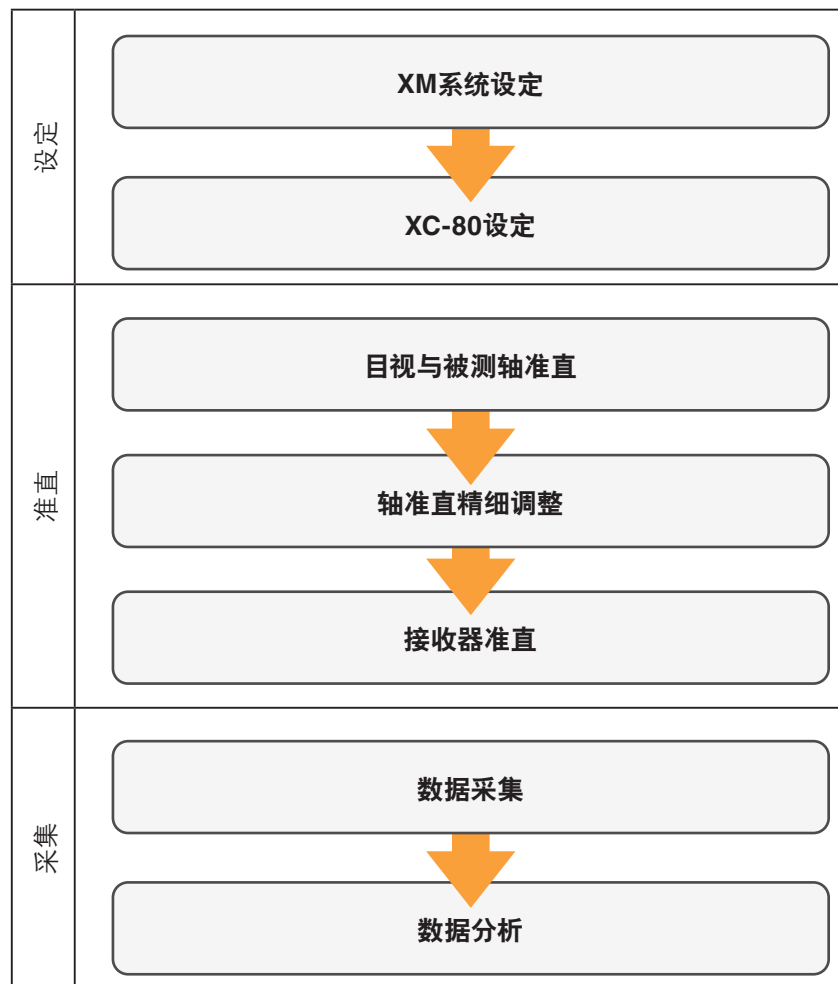 设定
XM系统设定
XC-80设定
准直
目视与被测轴准直
轴准直精细调整
接收器准直
采集
数据采集
数据分析